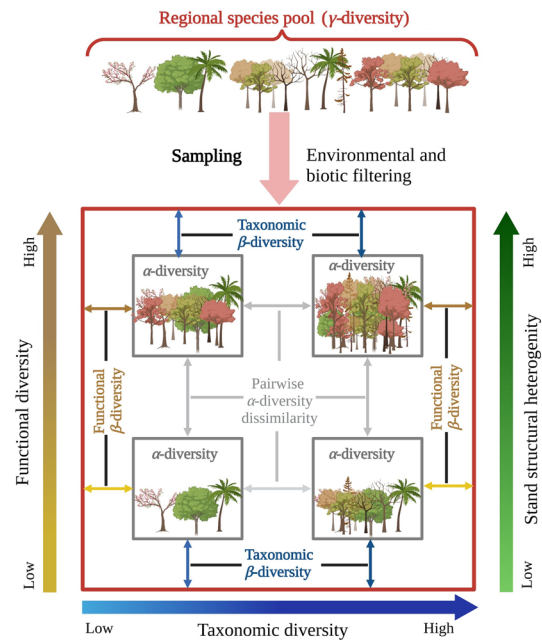 Regional species pool (γ-diversity)
Sampling
Environmental and
biotic filtering
High
Functional diversity
Low
High
Stand structural heterogenity
Low
Taxonomic
β-diversity
α-diversity
α-diversity
Functional
β-diversity
Functional
β-diversity
Pairwise
α-diversity
dissimilarity
α-diversity
α-diversity
Taxonomic
β-diversity
Low
Taxonomic diversity
High